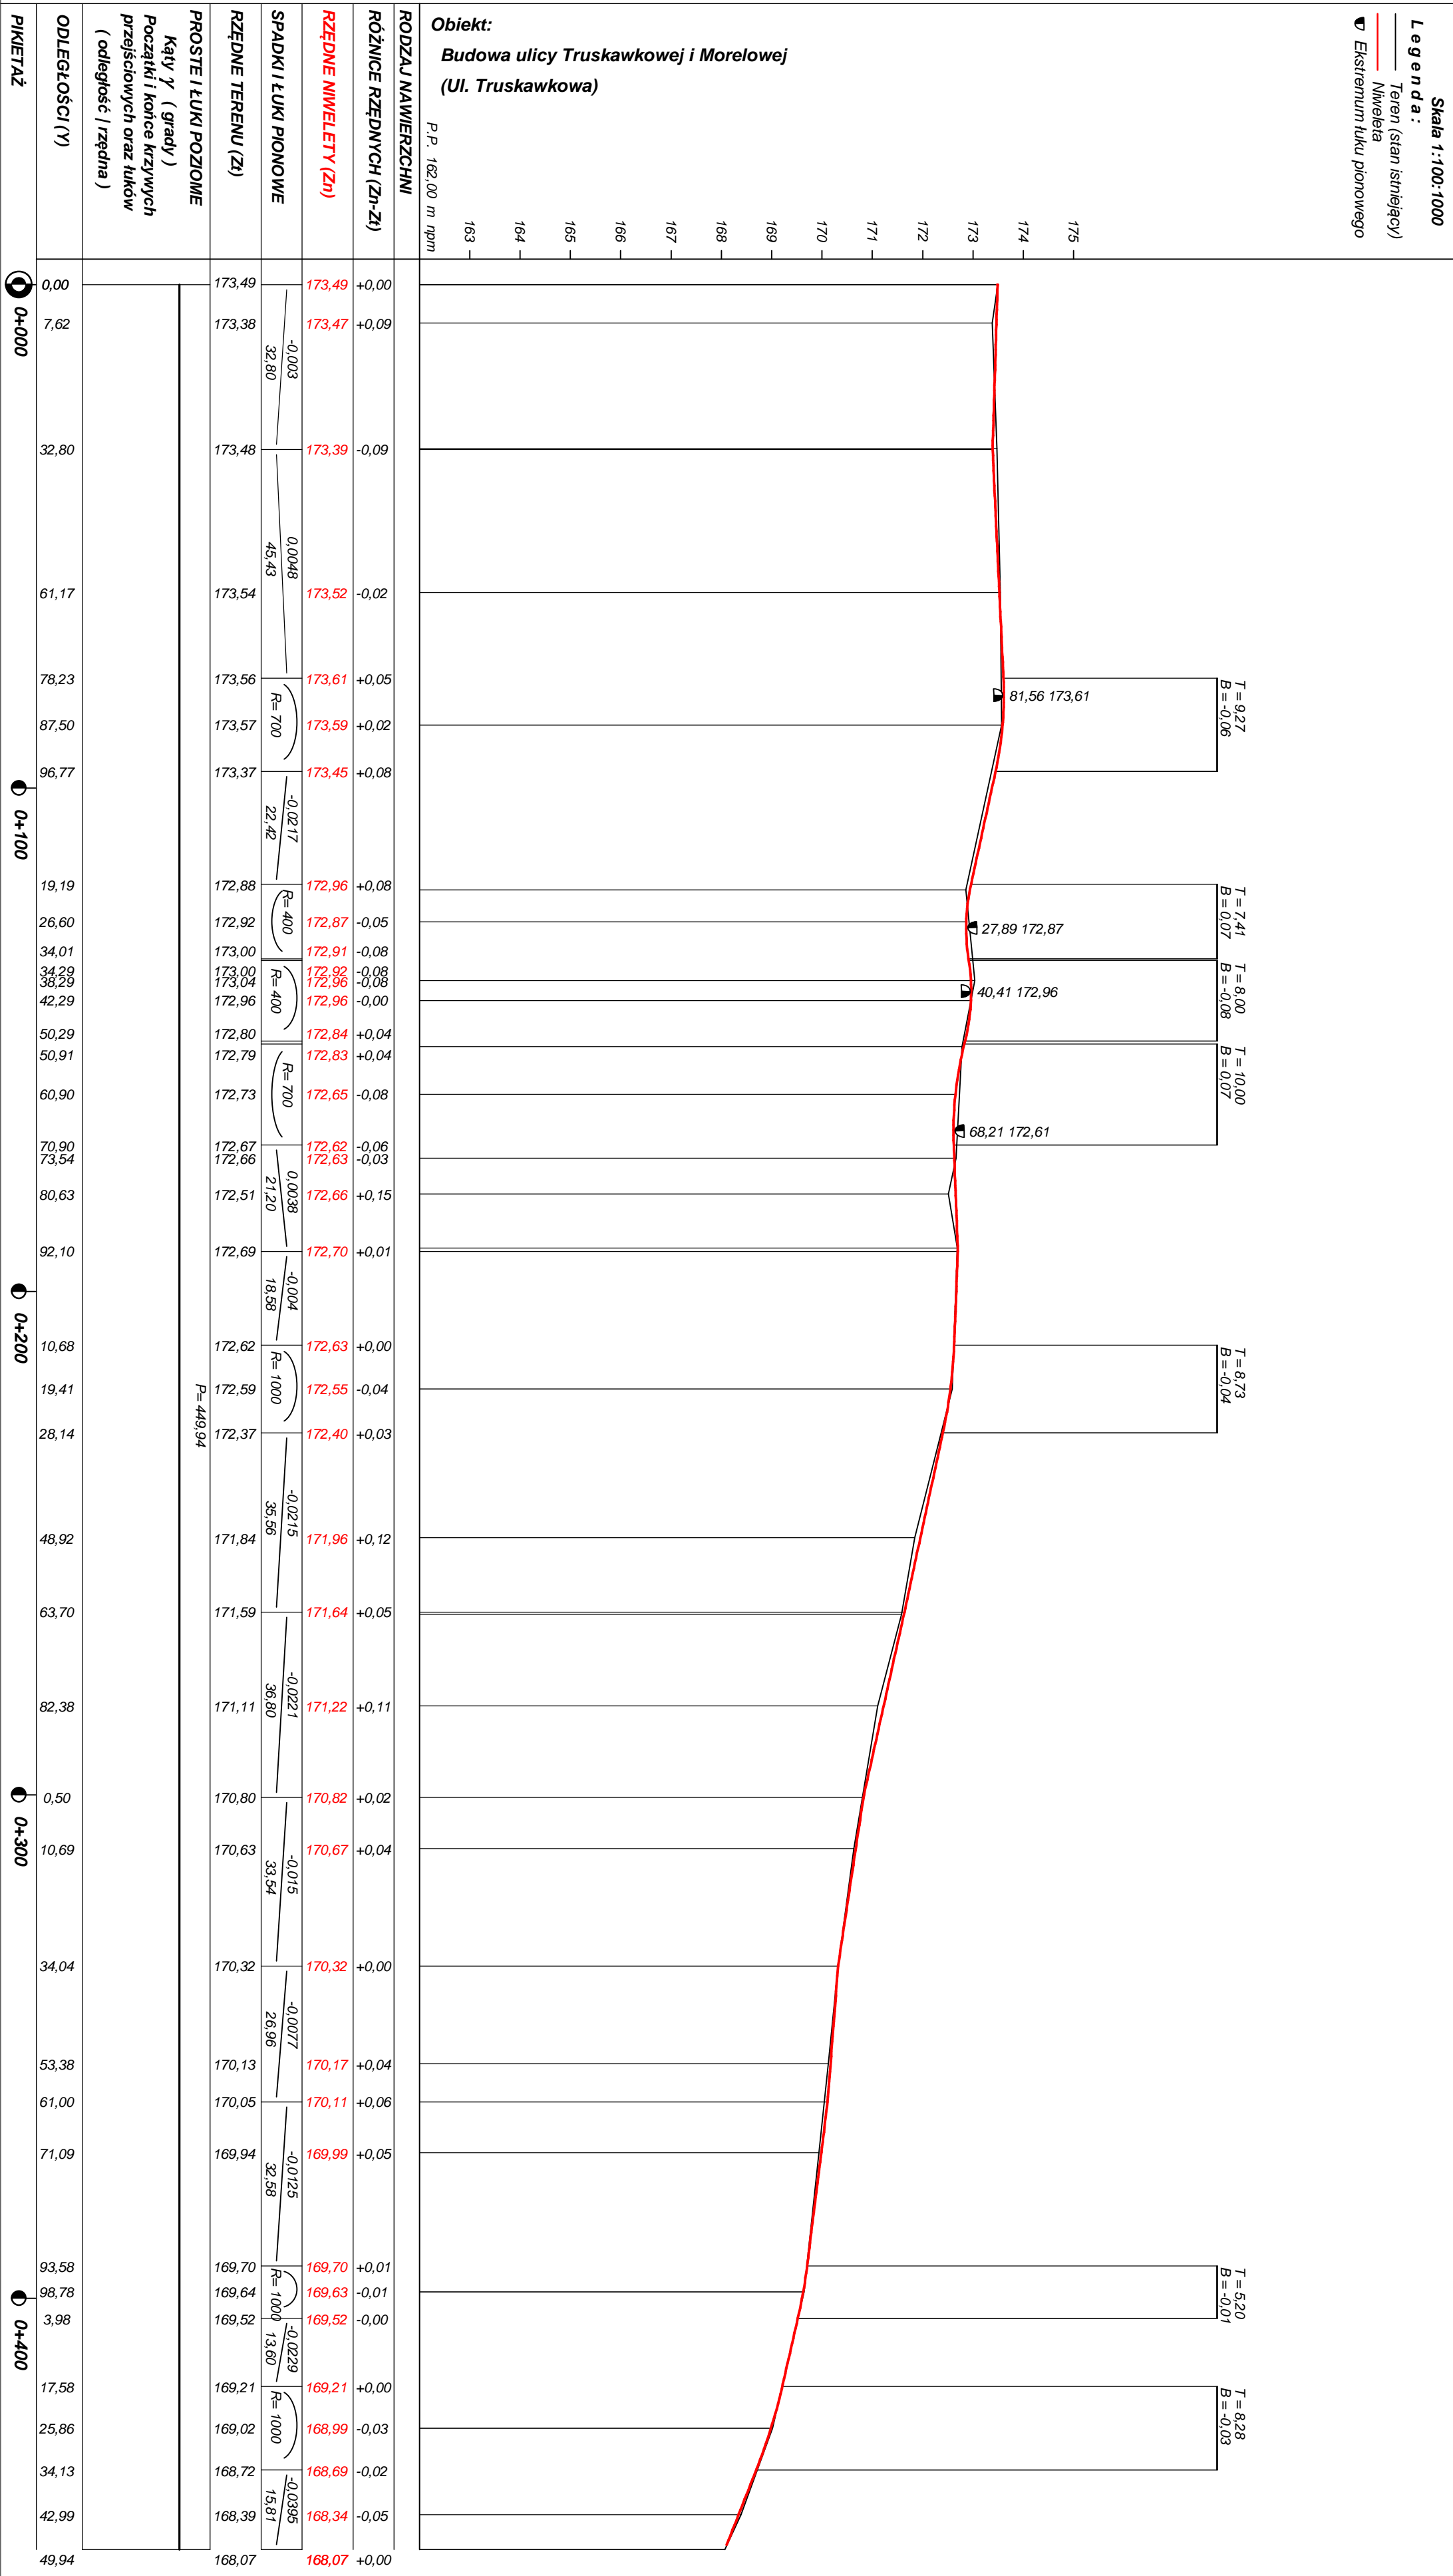 Skala 1:100:1000
L e g e n d a :
Teren (stan istniejący)
Niweleta
Ekstremum łuku pionowego
Obiekt:
Budowa ulicy Truskawkowej i Morelowej
(Ul. Truskawkowa)
175
174
173
172
171
170
169
168
167
166
165
164
163
P.P. 162,00 m npm
T = 9,27
B = -0,06
T = 7,41
B = 0,07
T = 8,00
B = -0,08
T = 10,00
B = 0,07
T = 8,73
B = -0,04
T = 5,20
B = -0,01
T = 8,28
B = -0,03
81,56 173,61
27,89 172,87
40,41 172,96
68,21 172,61
RODZAJ NAWIERZCHNI
RÓŻNICE RZĘDNYCH (Zn-Zt)
+0,00 +0,09 -0,09 -0,02 +0,05 +0,02 +0,08 +0,08 -0,05 -0,08 -0,08 -0,08 -0,00 +0,04 +0,04 -0,08 -0,06 -0,03 +0,15 +0,01 +0,00 -0,04 +0,03 +0,12 +0,05 +0,11 +0,02 +0,04 +0,00 +0,04 +0,06 +0,05 +0,01 -0,01 -0,00 +0,00 -0,03 -0,02 -0,05 +0,00
RZĘDNE NIWELETY (Zn)
173,49 173,47 173,39 173,52 173,61 173,59 173,45 172,96 172,87 172,91 172,92 172,96 172,96 172,84 172,83 172,65 172,62 172,63 172,66 172,70 172,63 172,55 172,40 171,96 171,64 171,22 170,82 170,67 170,32 170,17 170,11 169,99 169,70 169,63 169,52 169,21 168,99 168,69 168,34 168,07
SPADKI I ŁUKI PIONOWE
-0,003 0,0048 -0,0217 0,0038 -0,004 -0,0215 -0,0221 -0,015 -0,0077 -0,0125 -0,0229 -0,0395
32,80 45,43 R= 700 22,42 R= 400 R= 400 R= 700 21,20 18,58 R= 1000 35,56 36,80 33,54 26,96 32,58 R= 1000 13,60 R= 1000 15,81
RZĘDNE TERENU (Zt)
173,49 173,38 173,48 173,54 173,56 173,57 173,37 172,88 172,92 173,00 173,00 173,04 172,96 172,80 172,79 172,73 172,67 172,66 172,51 172,69 172,62 172,59 172,37 171,84 171,59 171,11 170,80 170,63 170,32 170,13 170,05 169,94 169,70 169,64 169,52 169,21 169,02 168,72 168,39 168,07
PROSTE I ŁUKI POZIOME
P= 449,94
Kąty γ ( grady )
Początki i końce krzywych
przejściowych oraz łuków
( odległość | rzędna )
ODLEGŁOŚCI (Y)
0,00 7,62 32,80 61,17 78,23 87,50 96,77 19,19 26,60 34,01 34,29 38,29 42,29 50,29 50,91 60,90 70,90 73,54 80,63 92,10 10,68 19,41 28,14 48,92 63,70 82,38 0,50 10,69 34,04 53,38 61,00 71,09 93,58 98,78 3,98 17,58 25,86 34,13 42,99 49,94
PIKIETAŻ
0+000 0+100 0+200 0+300 0+400